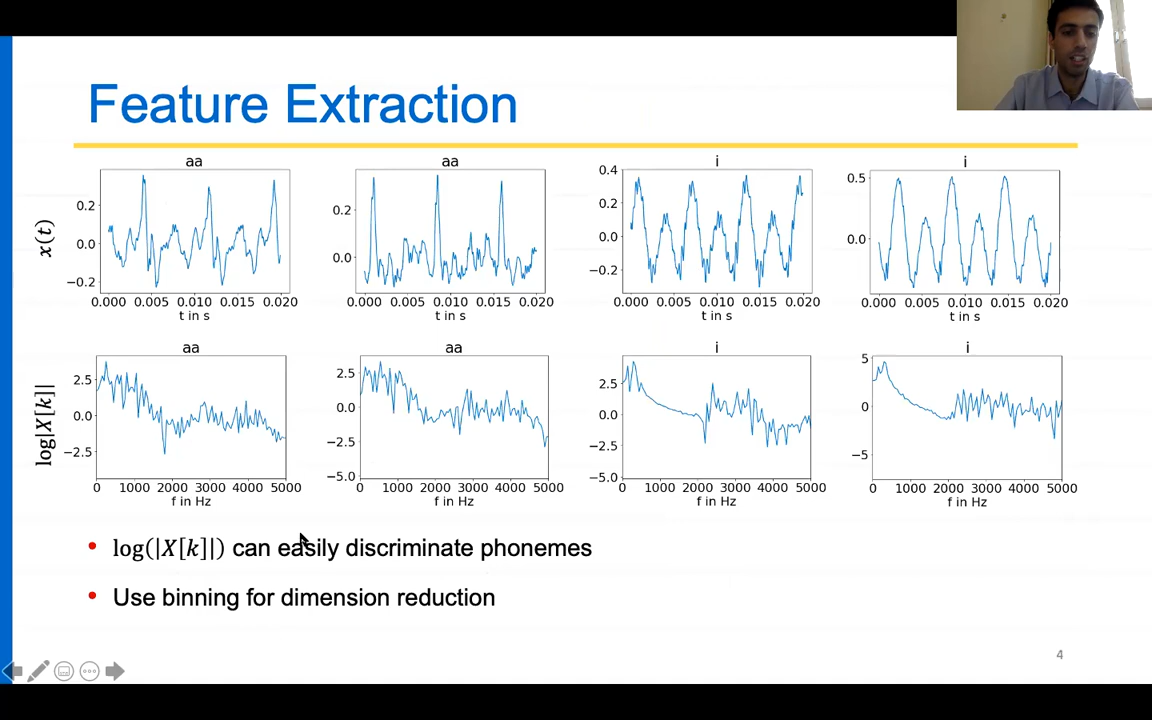 Feature Extraction
aa aa i i
x(t)
0.2 0.0 −0.2
0.2 0.0
0.4 0.2 0.0 −0.2
0.5 0.0
0.000 0.005 0.010 0.015 0.020 0.000 0.005 0.010 0.015 0.020 0.000 0.005 0.010 0.015 0.020 0.000 0.005 0.010 0.015 0.020
t in s t in s t in s t in s
aa aa i i
log|X[k]|
2.5 0.0 −2.5
2.5 0.0 −2.5 −5.0
2.5 0.0 −2.5 −5.0
5 0 −5
0 1000 2000 3000 4000 5000 0 1000 2000 3000 4000 5000 0 1000 2000 3000 4000 5000 0 1000 2000 3000 4000 5000
f in Hz f in Hz f in Hz f in Hz
• log(|X[k]|) can easily discriminate phonemes
• Use binning for dimension reduction
4